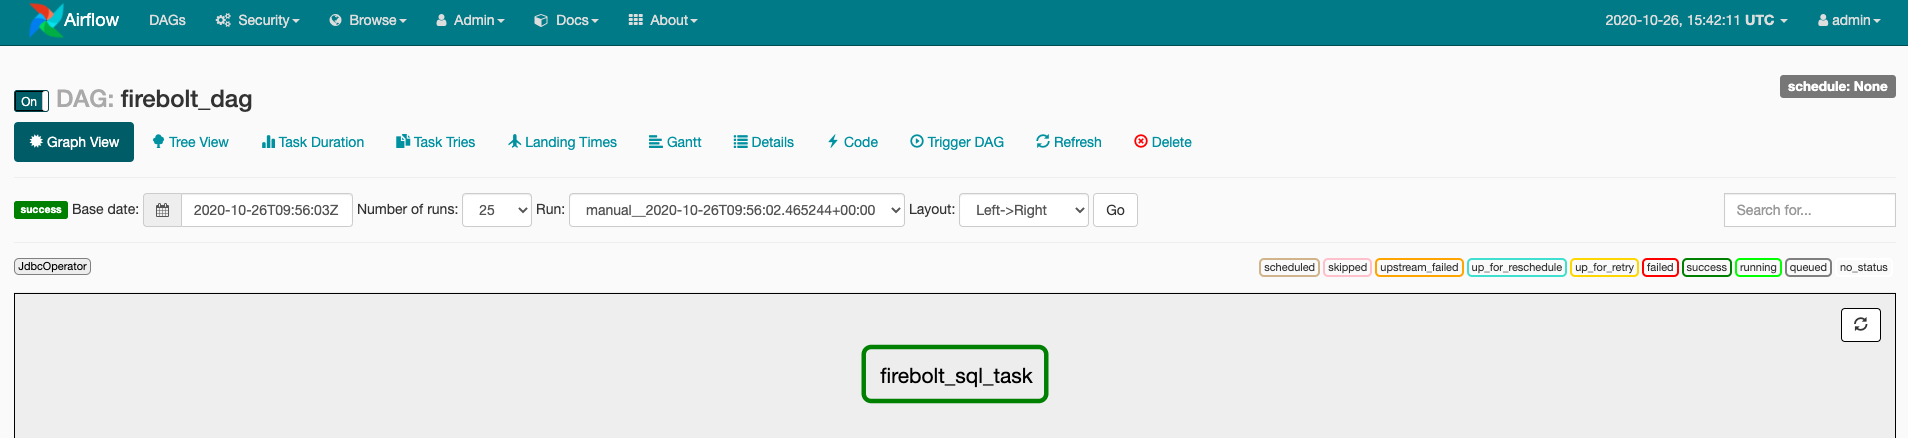 Airflow DAGs Security Browse Admin Docs About 2020-10-26, 15:42:11 UTC admin
On DAG: firebolt_dag schedule: None
Graph View Tree View Task Duration Task Tries Landing Times Gantt Details Code Trigger DAG Refresh Delete
success Base date: 2020-10-26T09:56:03Z Number of runs: 25 Run: manual__2020-10-26T09:56:02.465244+00:00 Layout: Left->Right Go Search for...
JdbcOperator scheduled skipped upstream_failed up_for_reschedule up_for_retry failed success running queued no_status
firebolt_sql_task